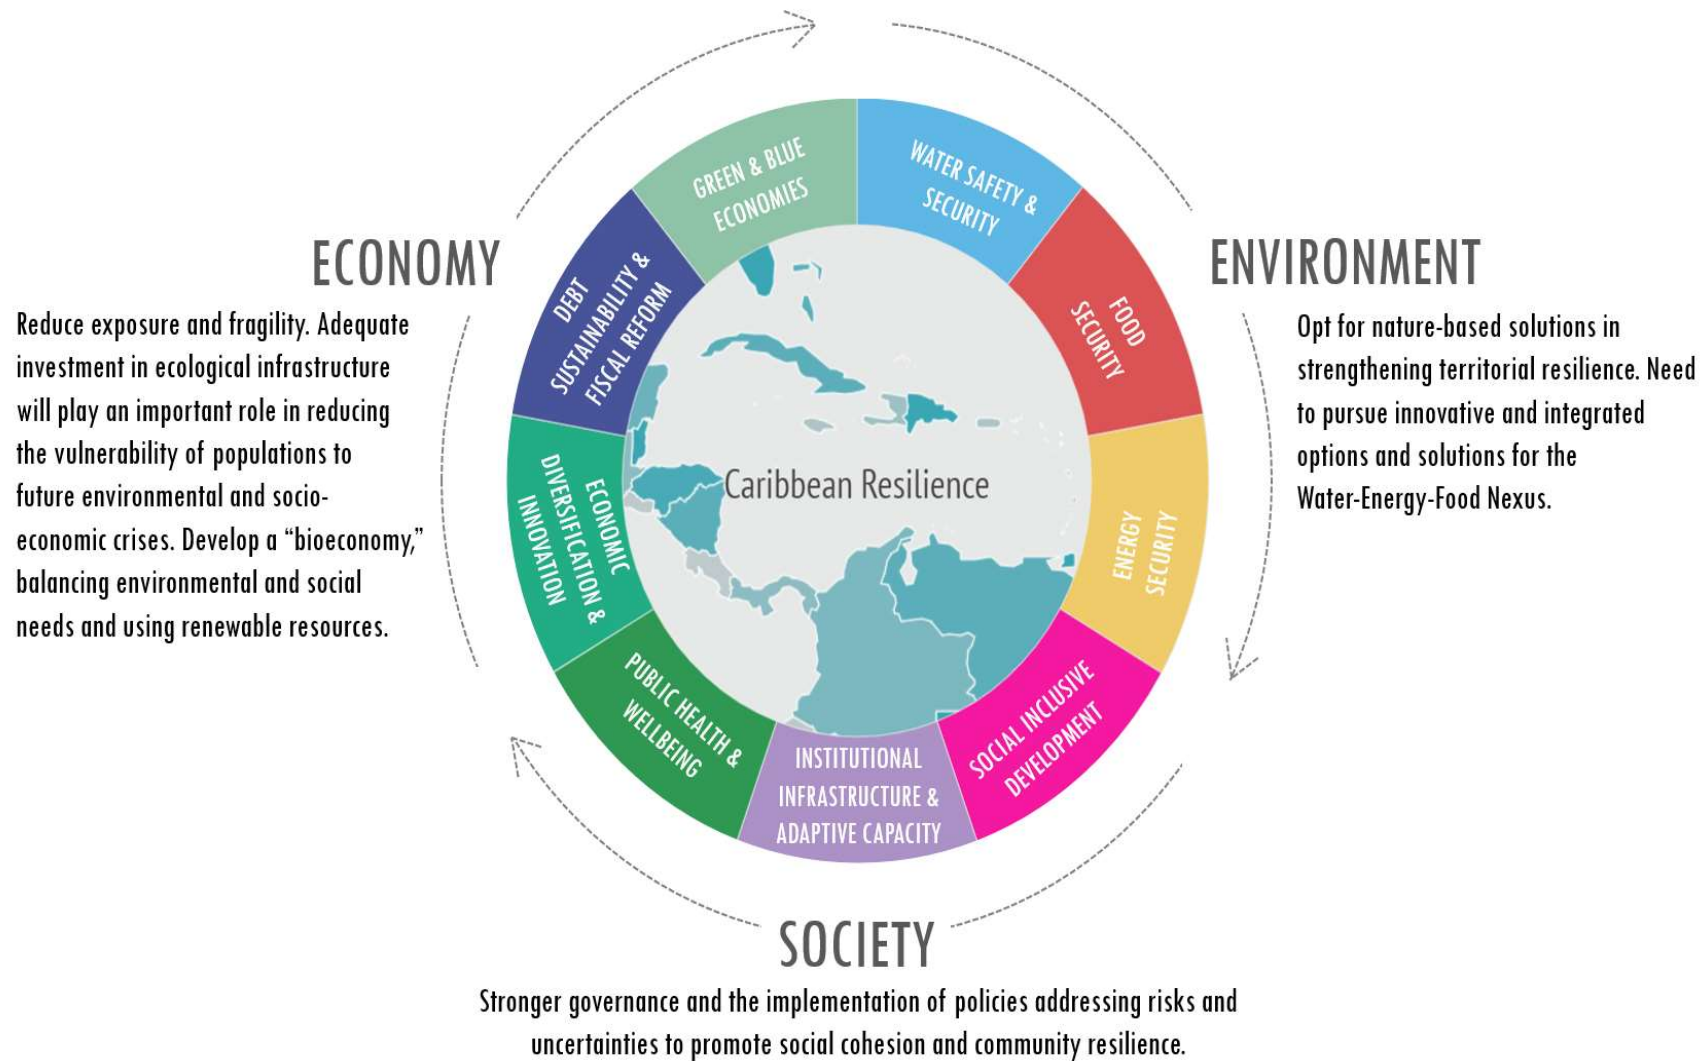 GREEN & BLUE
ECONOMIES
WATER SAFETY &
SECURITY
ECONOMY
Reduce exposure and fragility. Adequate
investment in ecological infrastructure
will play an important role in reducing
the vulnerability of populations to
future environmental and socio-
economic crises. Develop a “bioeconomy,”
balancing environmental and social
needs and using renewable resources.
DEBT
SUSTAINABILITY &
FISCAL REFORM
FOOD
SECURITY
ENVIRONMENT
Opt for nature-based solutions in
strengthening territorial resilience. Need
to pursue innovative and integrated
options and solutions for the
Water-Energy-Food Nexus.
Caribbean Resilience
ECONOMIC
DIVERSIFICATION &
INNOVATION
ENERGY
SECURITY
PUBLIC HEALTH &
WELLBEING
INSTITUTIONAL
INFRASTRUCTURE &
ADAPTIVE CAPACITY
SOCIAL INCLUSIVE
DEVELOPMENT
SOCIETY
Stronger governance and the implementation of policies addressing risks and
uncertainties to promote social cohesion and community resilience.